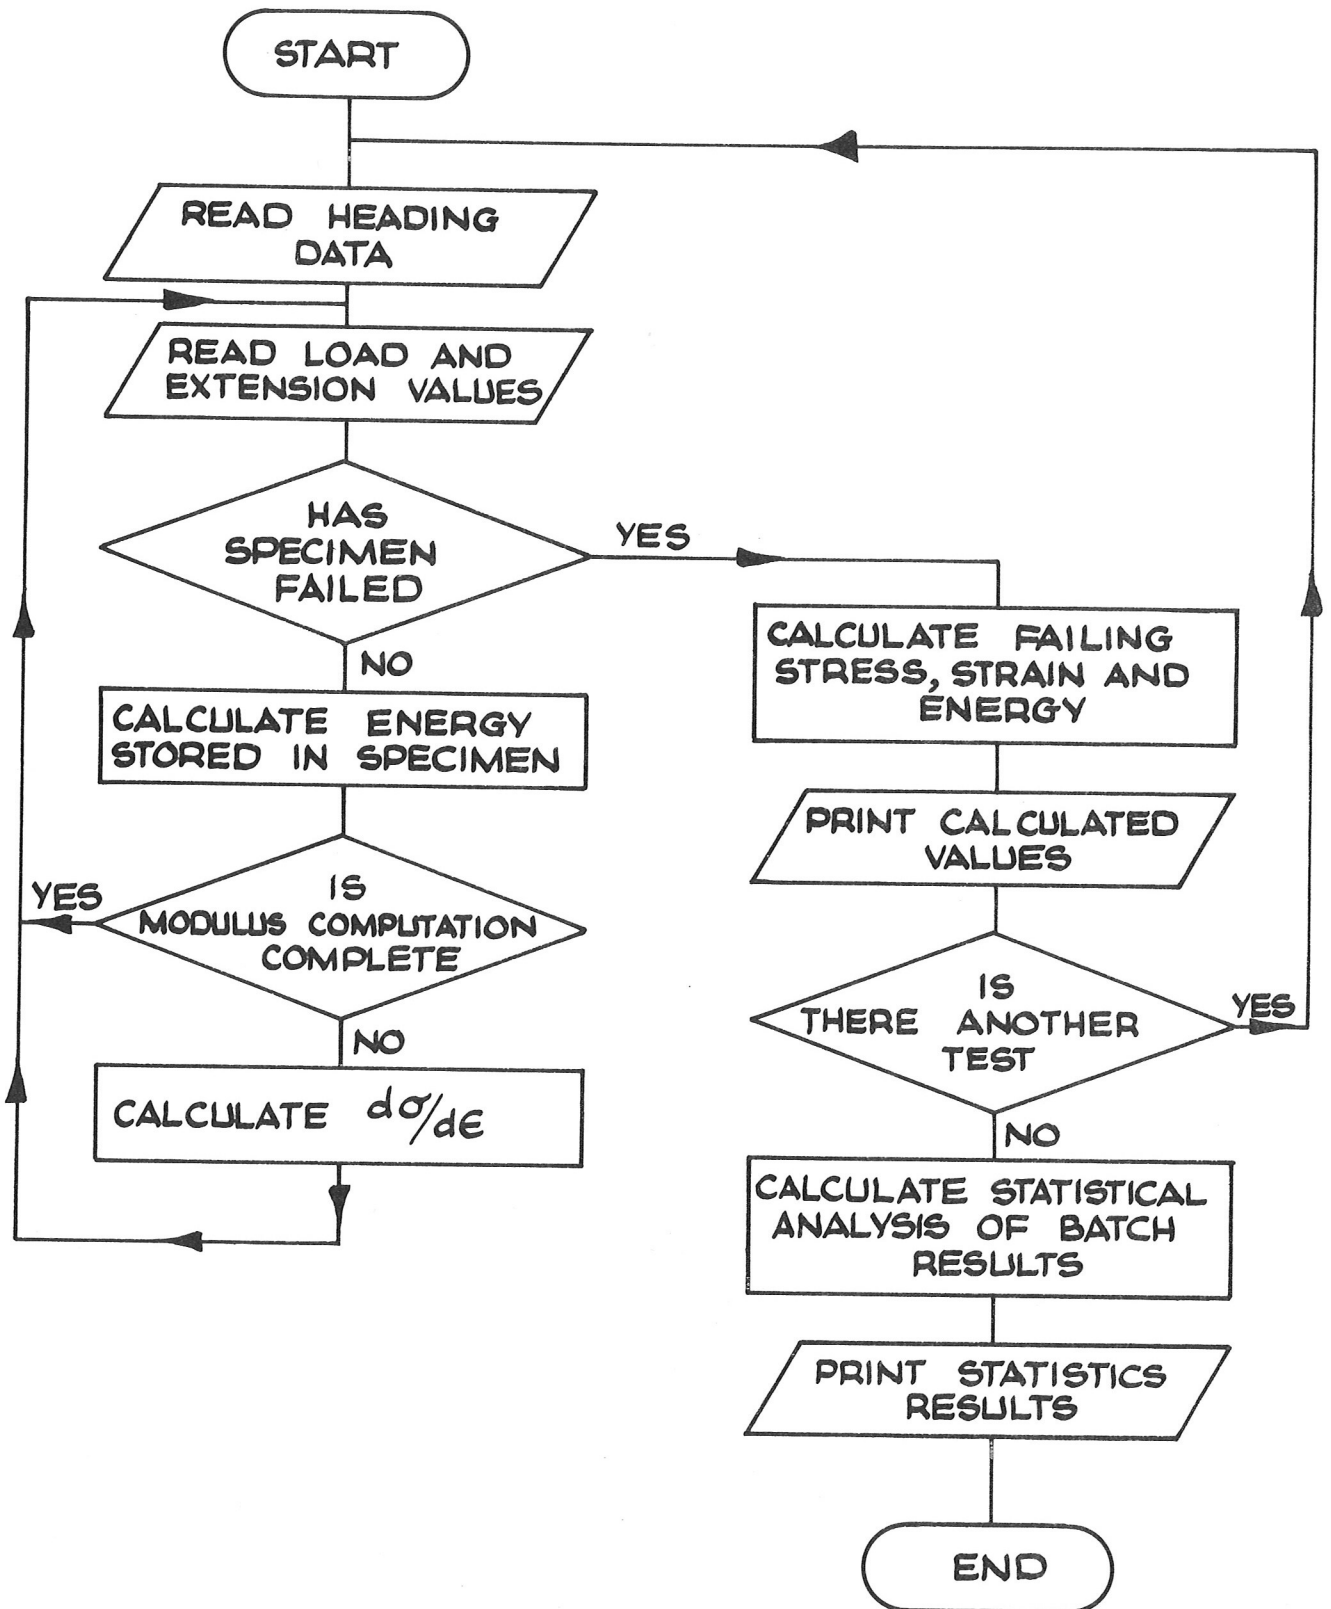 START
READ HEADING
DATA
READ LOAD AND
EXTENSION VALUES
HAS
SPECIMEN
FAILED
YES
NO
CALCULATE ENERGY
STORED IN SPECIMEN
IS
MODULUS COMPUTATION
COMPLETE
YES
NO
CALCULATE dσ/dϵ
CALCULATE FAILING
STRESS, STRAIN AND
ENERGY
PRINT CALCULATED
VALUES
IS
THERE ANOTHER
TEST
YES
NO
CALCULATE STATISTICAL
ANALYSIS OF BATCH
RESULTS
PRINT STATISTICS
RESULTS
END